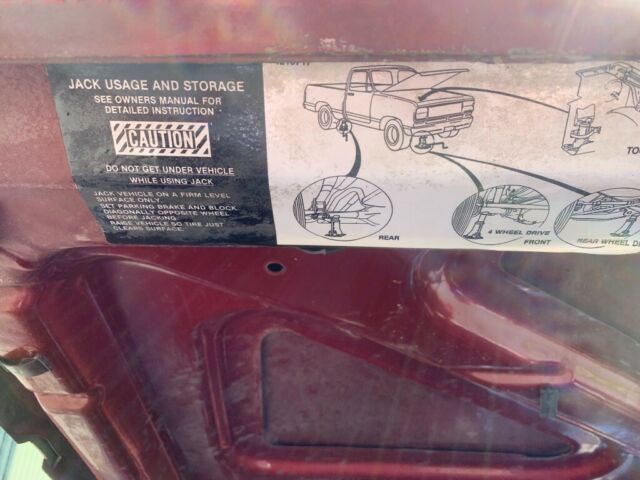 JACK USAGE AND STORAGE
SEE OWNERS MANUAL FOR
DETAILED INSTRUCTION
CAUTION
DO NOT GET UNDER VEHICLE
WHILE USING JACK
JACK VEHICLE ON A FIRM LEVEL
SURFACE ONLY.
SET PARKING BRAKE AND BLOCK
DIAGONALLY OPPOSITE WHEEL
BEFORE JACKING.
RAISE VEHICLE SO TIRE JUST
CLEARS SURFACE.
REAR
4 WHEEL DRIVE
FRONT
REAR WHEEL D
TO